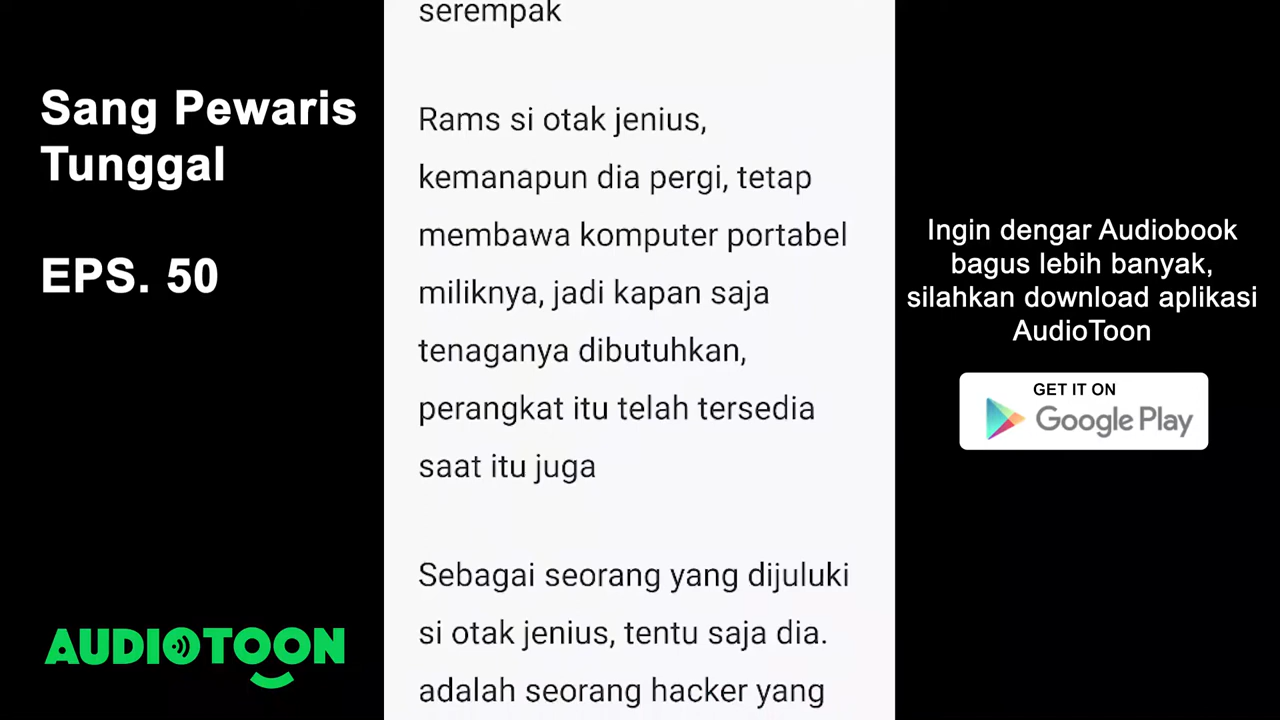 Sang Pewaris
Tunggal
EPS. 50
AUDIOTOON
serempak
Rams si otak jenius,
kemanapun dia pergi, tetap
membawa komputer portabel
miliknya, jadi kapan saja
tenaganya dibutuhkan,
perangkat itu telah tersedia
saat itu juga
Sebagai seorang yang dijuluki
si otak jenius, tentu saja dia.
adalah seorang hacker yang
Ingin dengar Audiobook
bagus lebih banyak,
silahkan download aplikasi
AudioToon
GET IT ON
Google Play